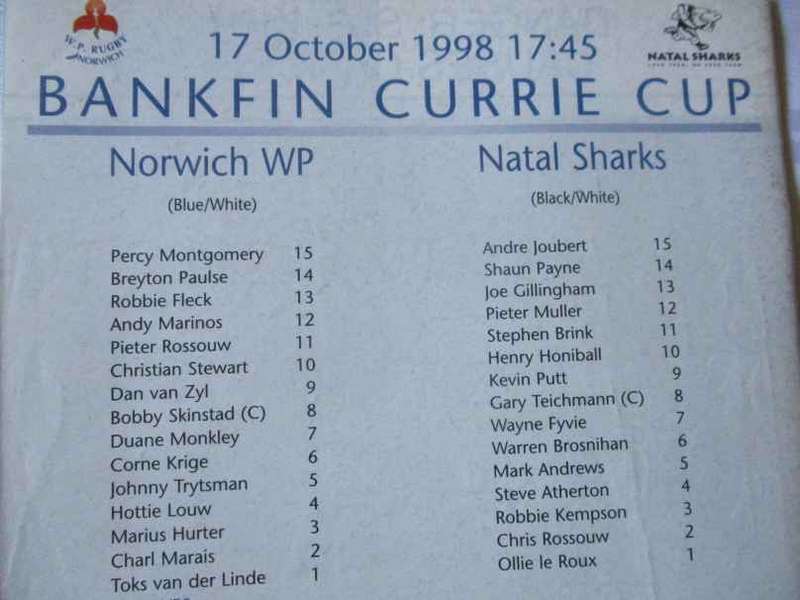 W.P. RUGBY
NORWICH
NATAL SHARKS
17 October 1998 17:45
BANKFIN CURRIE CUP
Norwich WP
(Blue/White)
Percy Montgomery 15
Breyton Paulse 14
Robbie Fleck 13
Andy Marinos 12
Pieter Rossouw 11
Christian Stewart 10
Dan van Zyl 9
Bobby Skinstad (C) 8
Duane Monkley 7
Corne Krige 6
Johnny Trytsman 5
Hottie Louw 4
Marius Hurter 3
Charl Marais 2
Toks van der Linde 1
Natal Sharks
(Black/White)
Andre Joubert 15
Shaun Payne 14
Joe Gillingham 13
Pieter Muller 12
Stephen Brink 11
Henry Honiball 10
Kevin Putt 9
Gary Teichmann (C) 8
Wayne Fyvie 7
Warren Brosnihan 6
Mark Andrews 5
Steve Atherton 4
Robbie Kempson 3
Chris Rossouw 2
Ollie le Roux 1